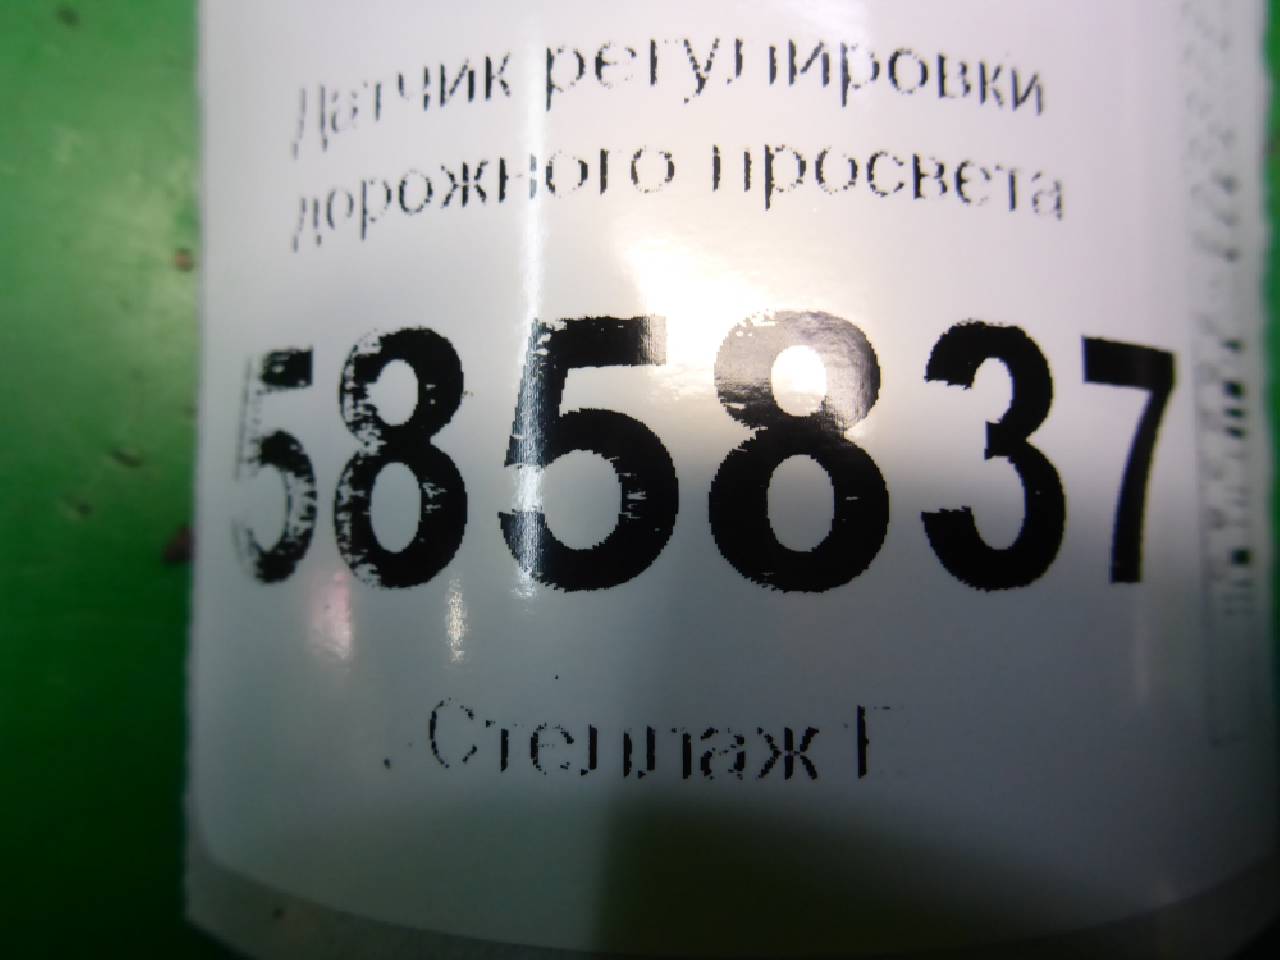 Датчик регулировки
дорожного просвета
585837
Стеллаж